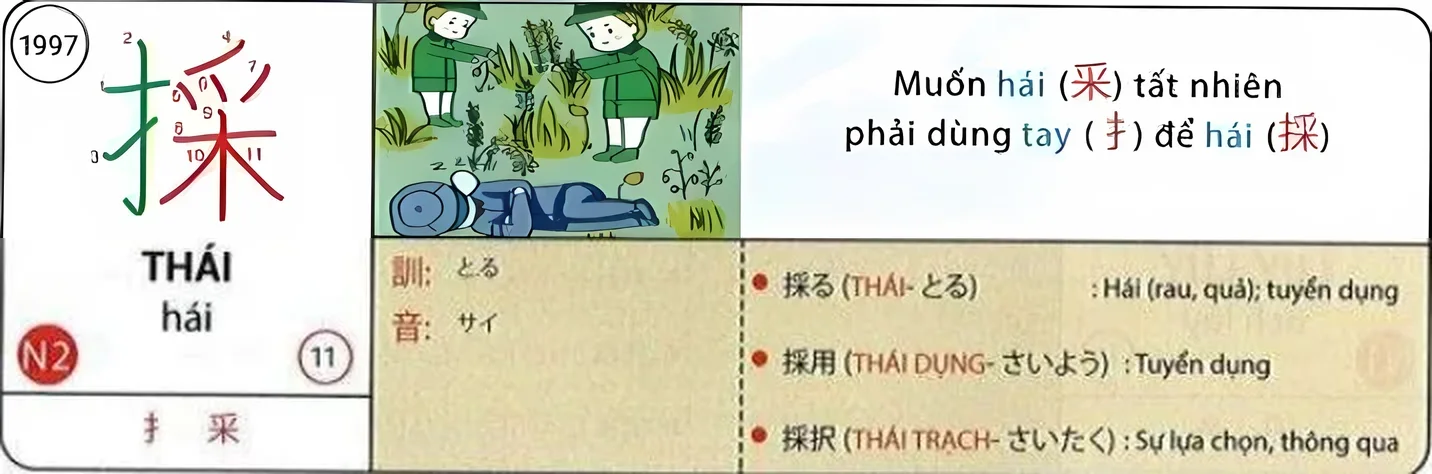 1997
採
THÁI
hái
N2
11
扌 采
Muốn hái (采) tất nhiên
phải dùng tay (扌) để hái (採)
訓: とる
音: サイ
• 採る (THÁI- とる) : Hái (rau, quả); tuyển dụng
• 採用 (THÁI DỤNG- さいよう) : Tuyển dụng
• 採択 (THÁI TRẠCH- さいたく) : Sự lựa chọn, thông qua